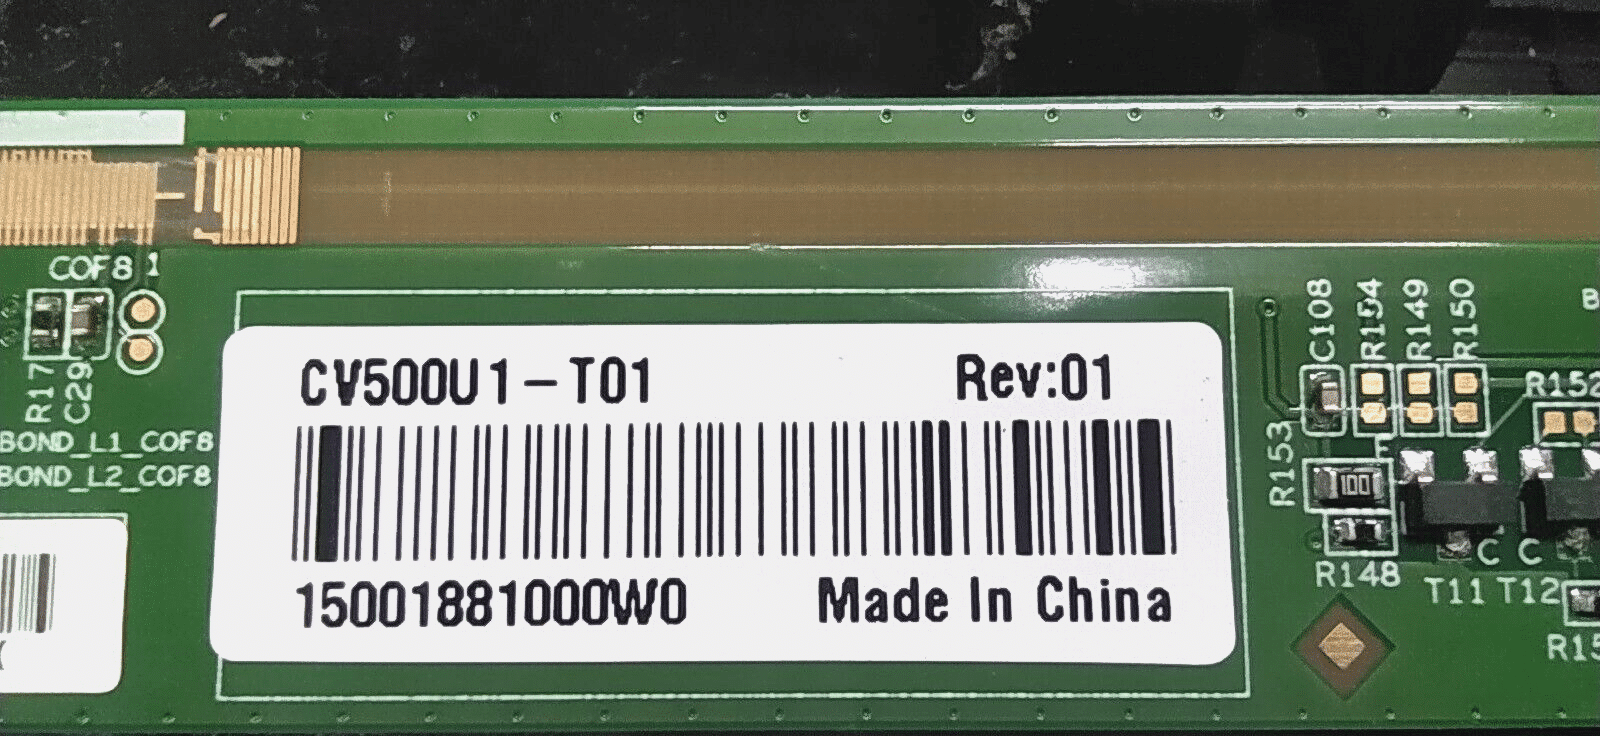 COF8 1
R17
C29
BOND_L1_COF8
BOND_L2_COF8
CV500U1-T01 Rev:01
15001881000W0 Made In China
C108
R194
R149
R150
R152
R153
100
R148
C C
T11 T12